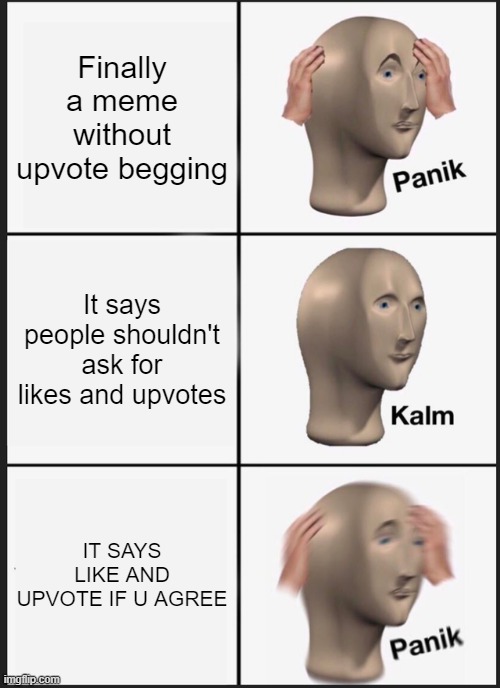 Finally
a meme
without
upvote begging
Panik
It says
people shouldn't
ask for
likes and upvotes
Kalm
IT SAYS
LIKE AND
UPVOTE IF U AGREE
Panik
imgflip.com